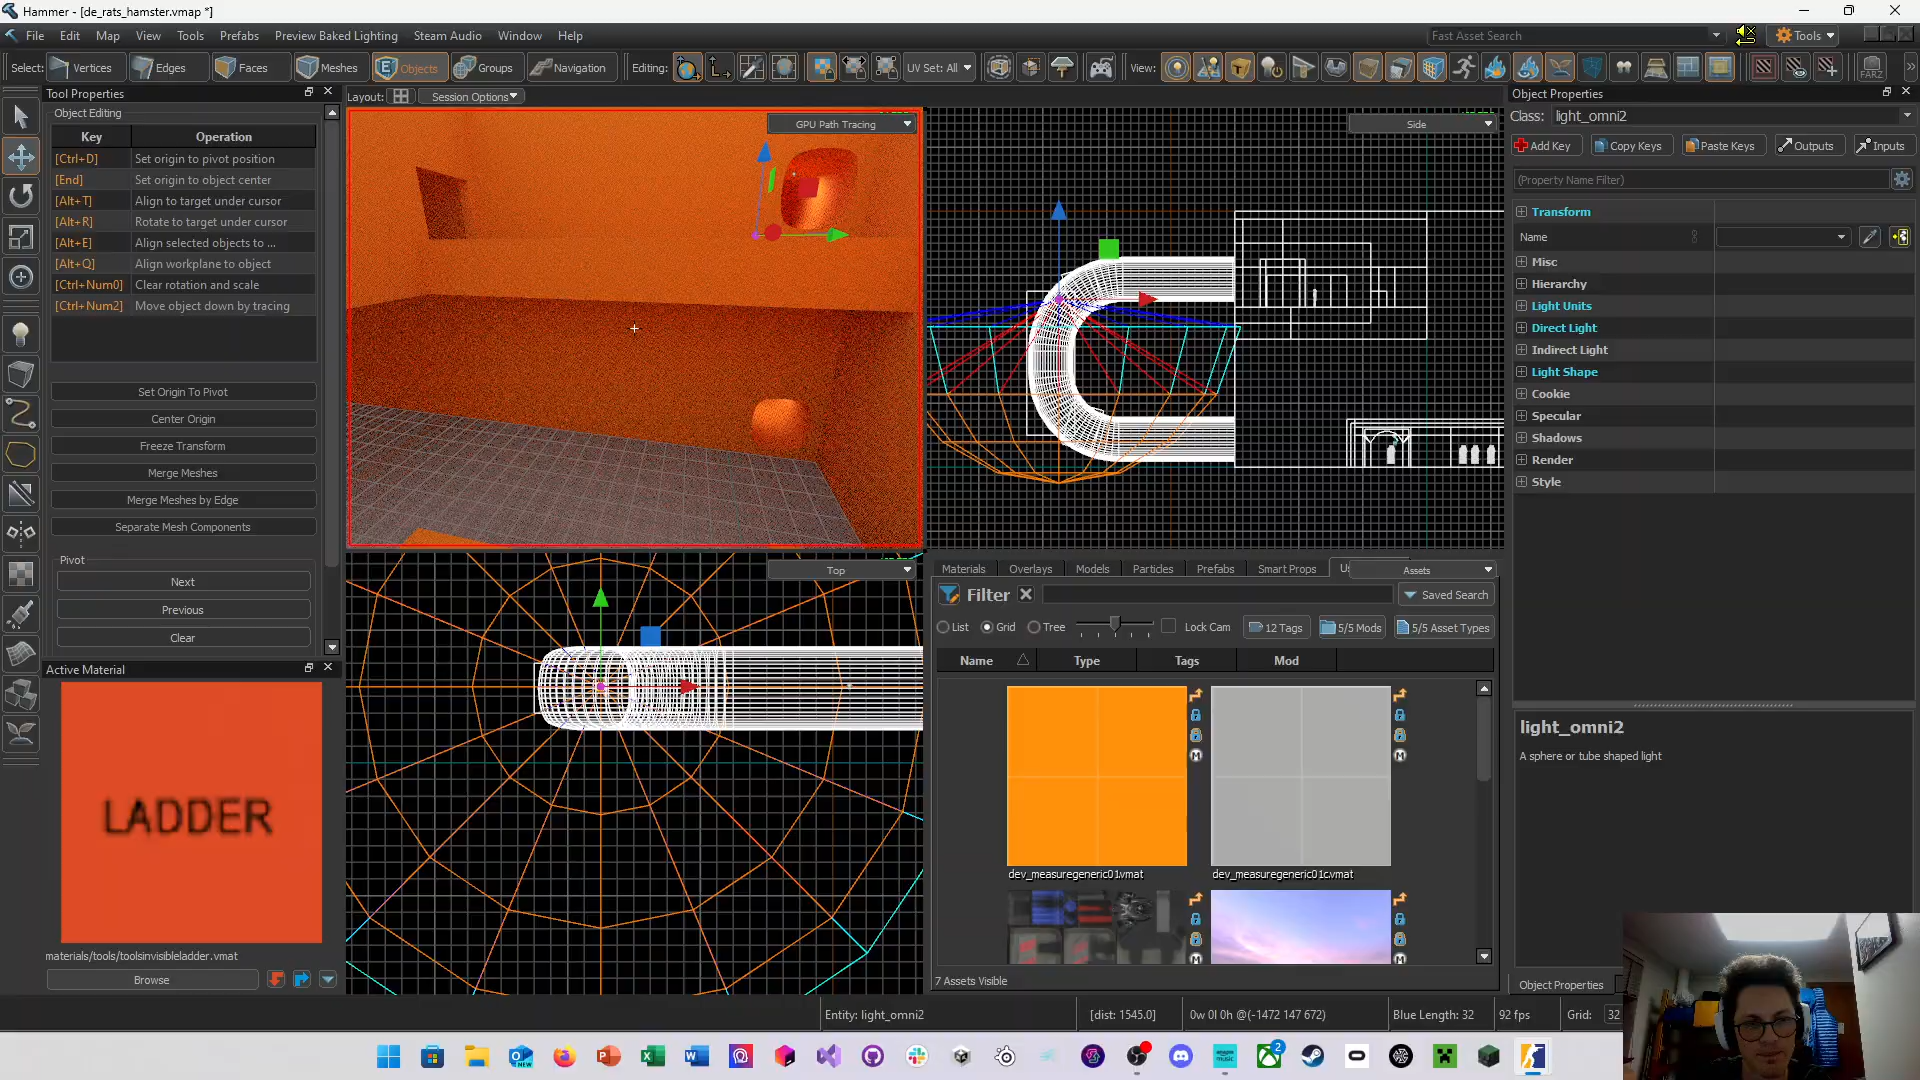 Hammer - [de_rats_hamster.vmap *]
File Edit Map View Tools Prefabs Preview Baked Lighting Steam Audio Window Help
Fast Asset Search
Tools
Select: Vertices Edges Faces Meshes Objects Groups Navigation Editing: UV Set: All View: FARZ
Tool Properties
Layout: Session Options
Object Properties
Object Editing
Key Operation
[Ctrl+D] Set origin to pivot position
[End] Set origin to object center
[Alt+T] Align to target under cursor
[Alt+R] Rotate to target under cursor
[Alt+E] Align selected objects to ...
[Alt+Q] Align workplane to object
[Ctrl+Num0] Clear rotation and scale
[Ctrl+Num2] Move object down by tracing
Set Origin To Pivot
Center Origin
Freeze Transform
Merge Meshes
Merge Meshes by Edge
Separate Mesh Components
Pivot
Next
Previous
Clear
Active Material
LADDER
materials/tools/toolsinvisibleladder.vmat
Browse
GPU Path Tracing
Side
Top
Class: light_omni2
Add Key Copy Keys Paste Keys Outputs Inputs
(Property Name Filter)
Transform
Name
Misc
Hierarchy
Light Units
Direct Light
Indirect Light
Light Shape
Cookie
Specular
Shadows
Render
Style
light_omni2
A sphere or tube shaped light
Object Properties
Materials Overlays Models Particles Prefabs Smart Props Assets
Filter Saved Search
List Grid Tree Lock Cam 12 Tags 5/5 Mods 5/5 Asset Types
Name Type Tags Mod
dev_measuregeneric01.vmat dev_measuregeneric01c.vmat
7 Assets Visible
Entity: light_omni2 [dist: 1545.0] 0w 0l 0h @(-1472 147 672) Blue Length: 32 92 fps Grid: 32